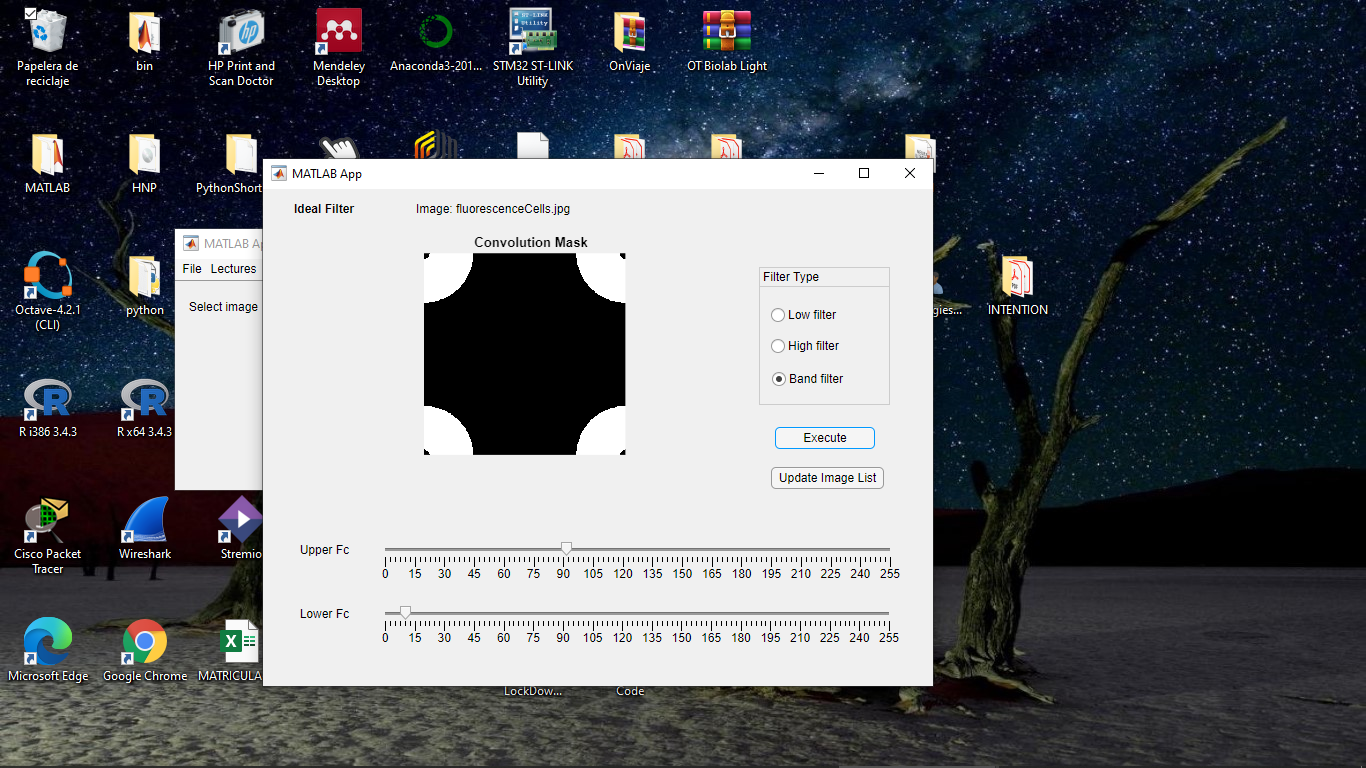 Papelera de
reciclaje
bin
HP Print and
Scan Doctor
Mendeley
Desktop
Anaconda3-201...
STM32 ST-LINK
Utility
OnViaje
OT Biolab Light
MATLAB
HNP
PythonShort
Octave-4.2.1
(CLI)
python
gies...
INTENTION
R i386 3.4.3
R x64 3.4.3
Cisco Packet
Tracer
Wireshark
Stremio
Microsoft Edge
Google Chrome
MATRICULA
LockDow...
Code
MATLAB Ap
File Lectures
Select image
MATLAB App
Ideal Filter
Image: fluorescenceCells.jpg
Convolution Mask
Filter Type
Low filter
High filter
Band filter
Execute
Update Image List
Upper Fc
0 15 30 45 60 75 90 105 120 135 150 165 180 195 210 225 240 255
Lower Fc
0 15 30 45 60 75 90 105 120 135 150 165 180 195 210 225 240 255